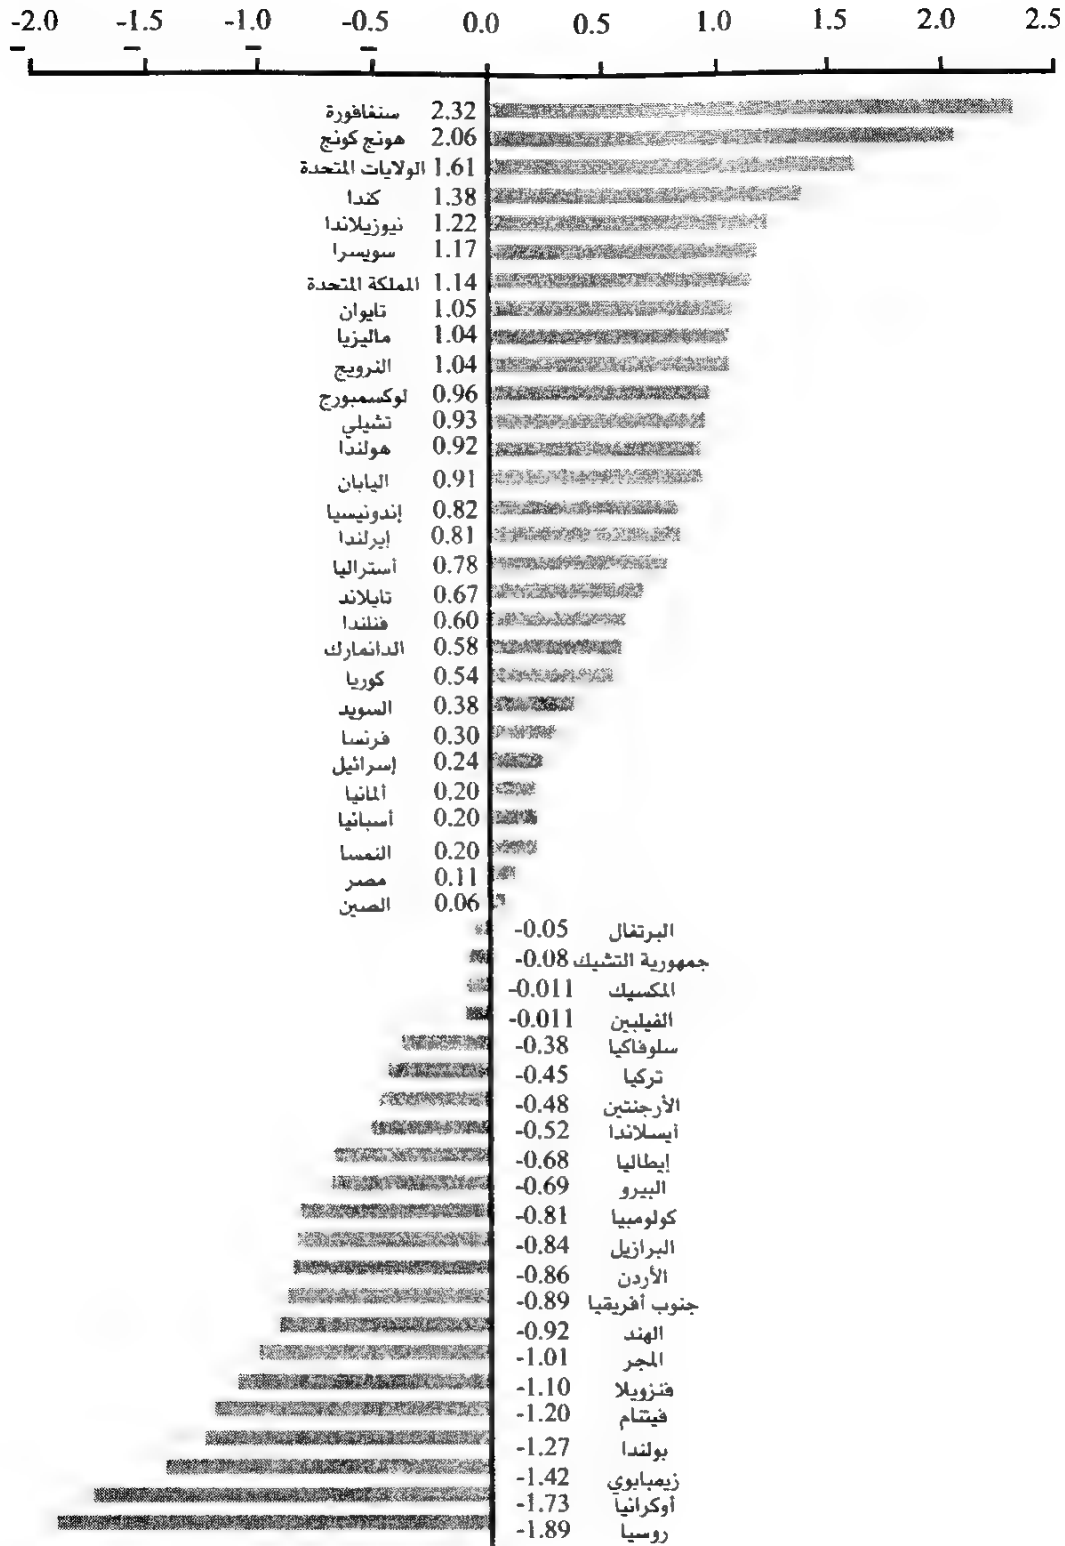 -2.0 -1.5 -1.0 -0.5 0.0 0.5 1.0 1.5 2.0 2.5
سنغافورة 2.32
هونج كونج 2.06
الولايات المتحدة 1.61
كندا 1.38
نيوزيلاندا 1.22
سويسرا 1.17
المملكة المتحدة 1.14
تايوان 1.05
ماليزيا 1.04
النرويج 1.04
لوكسمبورج 0.96
تشيلي 0.93
هولندا 0.92
اليابان 0.91
إندونيسيا 0.82
إيرلندا 0.81
أستراليا 0.78
تايلاند 0.67
فنلندا 0.60
الدانمارك 0.58
كوريا 0.54
السويد 0.38
فرنسا 0.30
إسرائيل 0.24
ألمانيا 0.20
أسبانيا 0.20
النمسا 0.20
مصر 0.11
الصين 0.06
-0.05 البرتغال
-0.08 جمهورية التشيك
-0.011 المكسيك
-0.011 الفيلبين
-0.38 سلوفاكيا
-0.45 تركيا
-0.48 الأرجنتين
-0.52 أيسلاندا
-0.68 إيطاليا
-0.69 البيرو
-0.81 كولومبيا
-0.84 البرازيل
-0.86 الأردن
-0.89 جنوب أفريقيا
-0.92 الهند
-1.01 المجر
-1.10 فنزويلا
-1.20 فيتنام
-1.27 بولندا
-1.42 زيمبابوي
-1.73 أوكرانيا
-1.89 روسيا